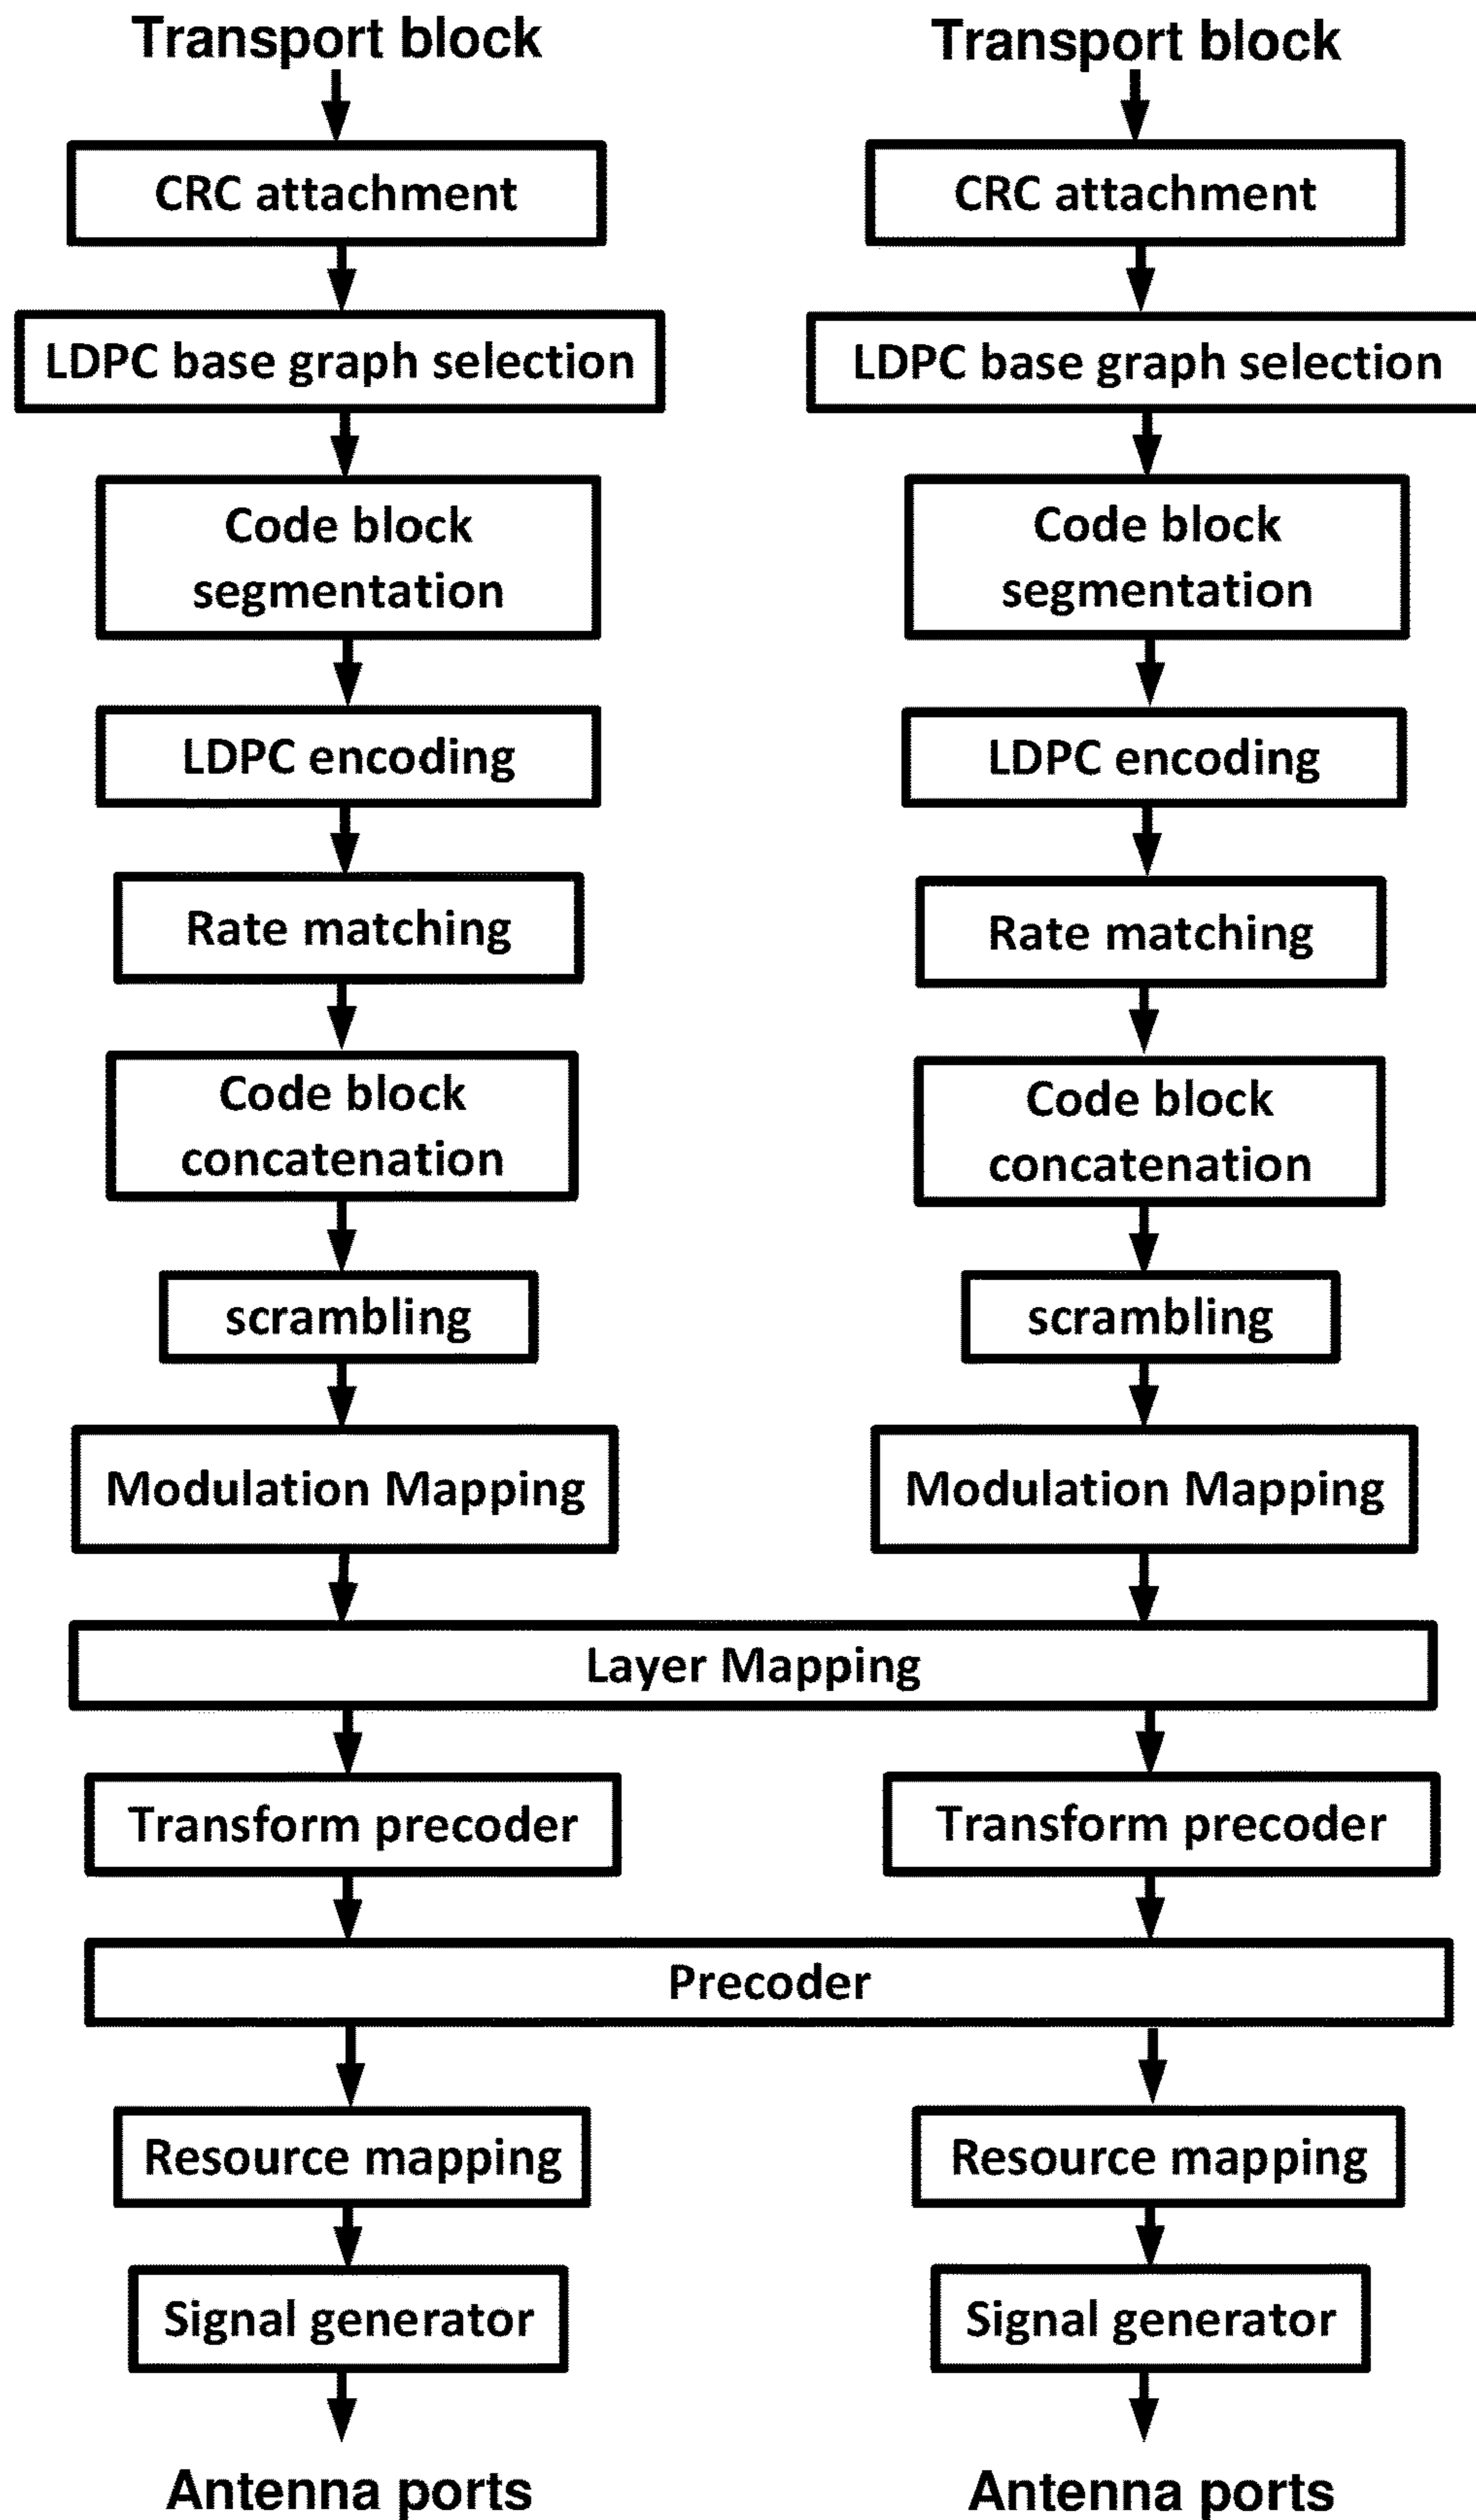 Transport block
Transport block
CRC attachment
CRC attachment
LDPC base graph selection
LDPC base graph selection
Code block
segmentation
Code block
segmentation
LDPC encoding
LDPC encoding
Rate matching
Rate matching
Code block
concatenation
Code block
concatenation
scrambling
scrambling
Modulation Mapping
Modulation Mapping
Layer Mapping
Transform precoder
Transform precoder
Precoder
Resource mapping
Resource mapping
Signal generator
Signal generator
Antenna ports
Antenna ports